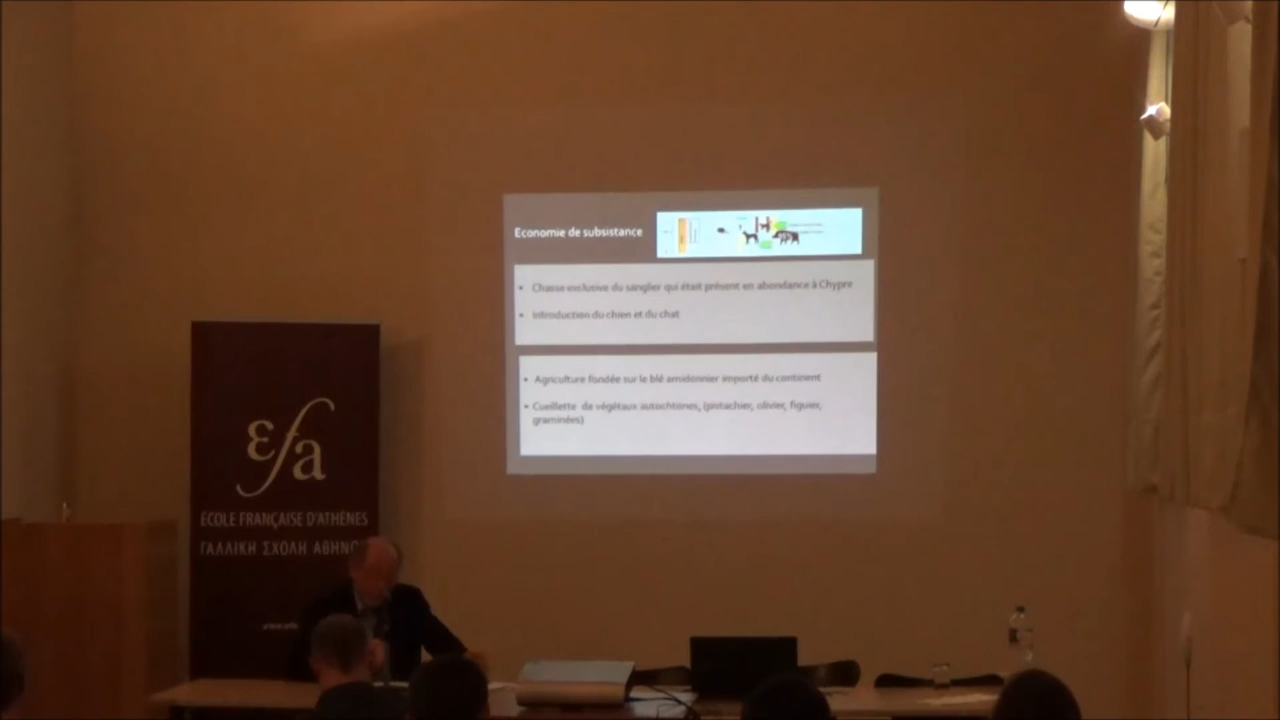 Economie de subsistance
• Chasse exclusive du sanglier qui était présent en abondance à Chypre
• Introduction du chien et du chat
• Agriculture fondée sur le blé amidonnier importé du continent
• Cueillette de végétaux autochtones, (pistachier, olivier, figuier,
graminées)
εfa
ECOLE FRANÇAISE D'ATHÈNES
ΓΑΛΛΙΚΗ ΣΧΟΛΗ ΑΘΗΝ